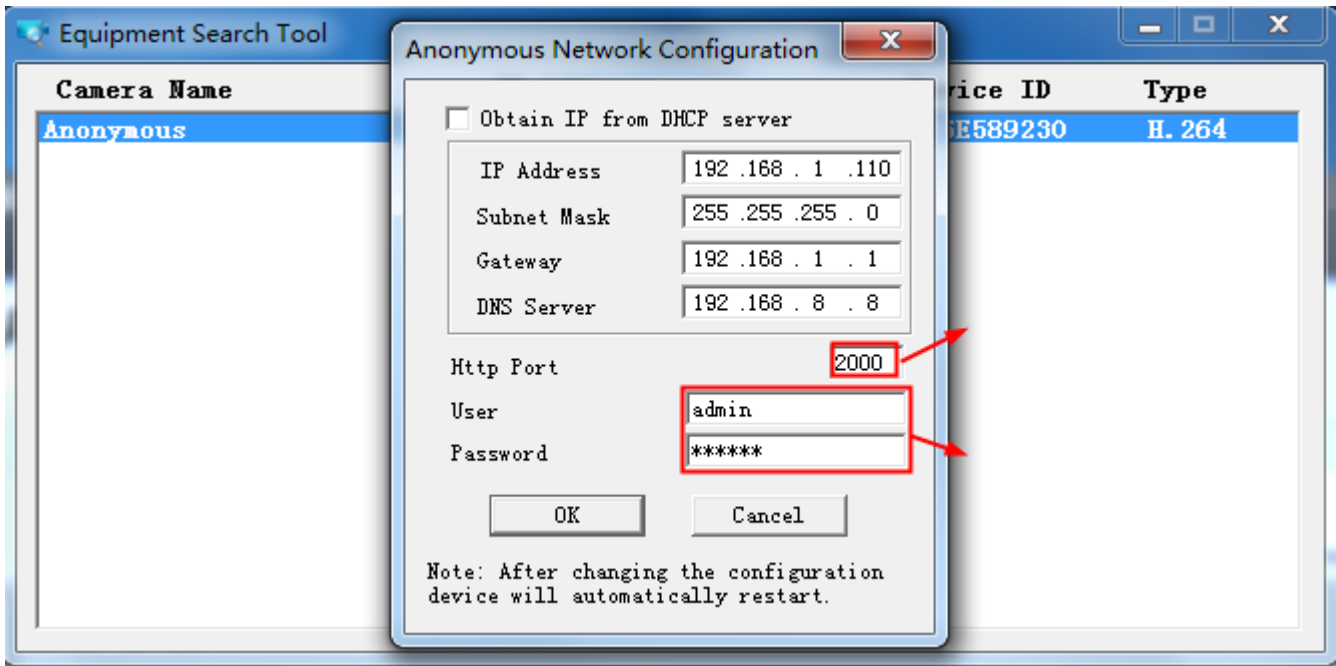 Equipment Search Tool
Anonymous Network Configuration
Camera Name
Type
Anonymous
H.264
Obtain IP from DHCP server
IP Address 192 .168 . 1 .110
Subnet Mask 255 .255 .255 . 0
Gateway 192 .168 . 1 . 1
DNS Server 192 .168 . 8 . 8
Http Port 2000
User admin
Password ******
OK Cancel
Note: After changing the configuration
device will automatically restart.
ID
E589230